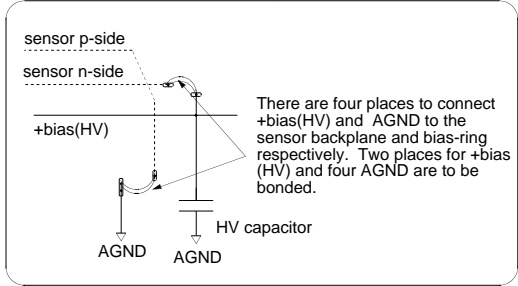 sensor p-side
sensor n-side
+bias(HV)
There are four places to connect
+bias(HV) and AGND to the
sensor backplane and bias-ring
respectively. Two places for +bias
(HV) and four AGND are to be
bonded.
HV capacitor
AGND
AGND